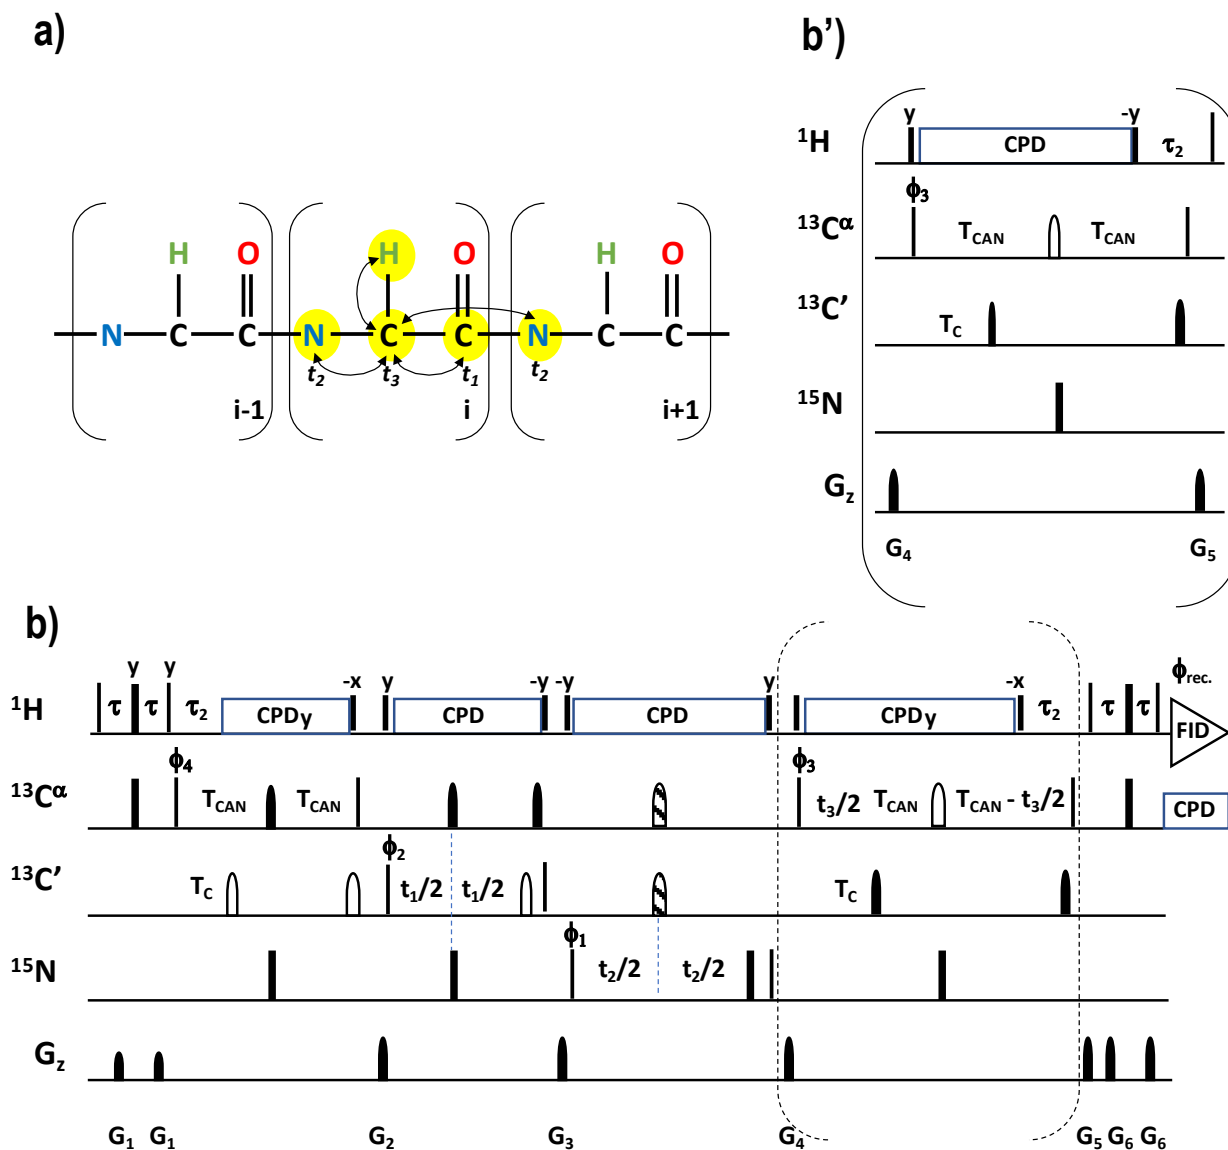 a)
H O H O H O
N C C N C C N C C
t2 t3 t1 t2
i-1 i i+1
b')
y -y
¹H CPD τ2
ϕ3
¹³Cα TCAN TCAN
¹³C’ TC
¹⁵N
Gz
G4 G5
b)
y y -x y -y -y y -x ϕrec.
¹H τ τ τ2 CPDy CPD CPD CPDy τ2 τ τ FID
ϕ4 ϕ3
¹³Cα TCAN TCAN t3/2 TCAN TCAN - t3/2 CPD
ϕ2
¹³C’ TC t1/2 t1/2 TC
ϕ1
¹⁵N t2/2 t2/2
Gz
G1 G1 G2 G3 G4 G5 G6 G6